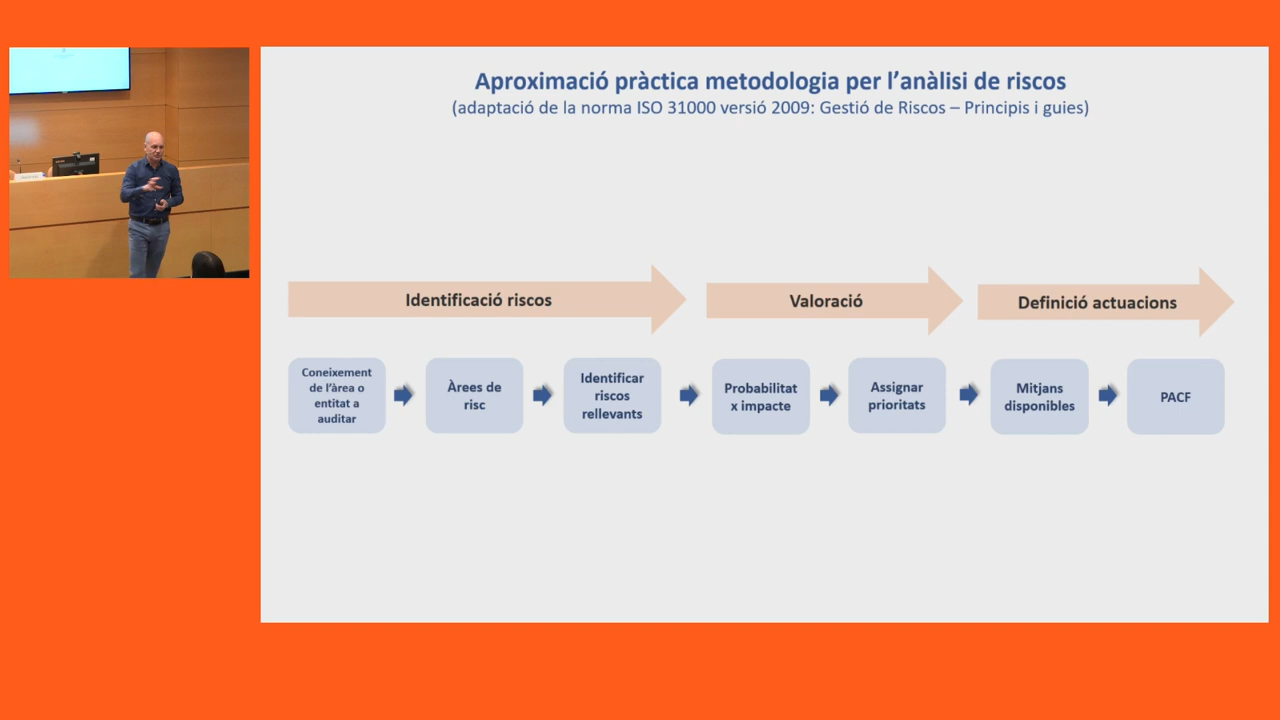 Aproximació pràctica metodologia per l'anàlisi de riscos
(adaptació de la norma ISO 31000 versió 2009: Gestió de Riscos – Principis i guies)
Identificació riscos
Valoració
Definició actuacions
Coneixement
de l'àrea o
entitat a
auditar
Àrees de
risc
Identificar
riscos
rellevants
Probabilitat
x impacte
Assignar
prioritats
Mitjans
disponibles
PACF